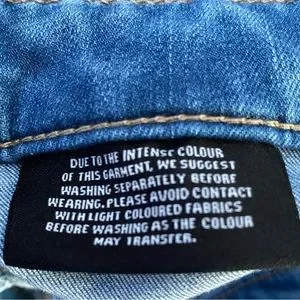 DUE TO THE INTENSE COLOUR
OF THIS GARMENT, WE SUGGEST
WASHING SEPARATELY BEFORE
WEARING. PLEASE AVOID CONTACT
WITH LIGHT COLOURED FABRICS
BEFORE WASHING AS THE COLOUR
MAY TRANSFER.